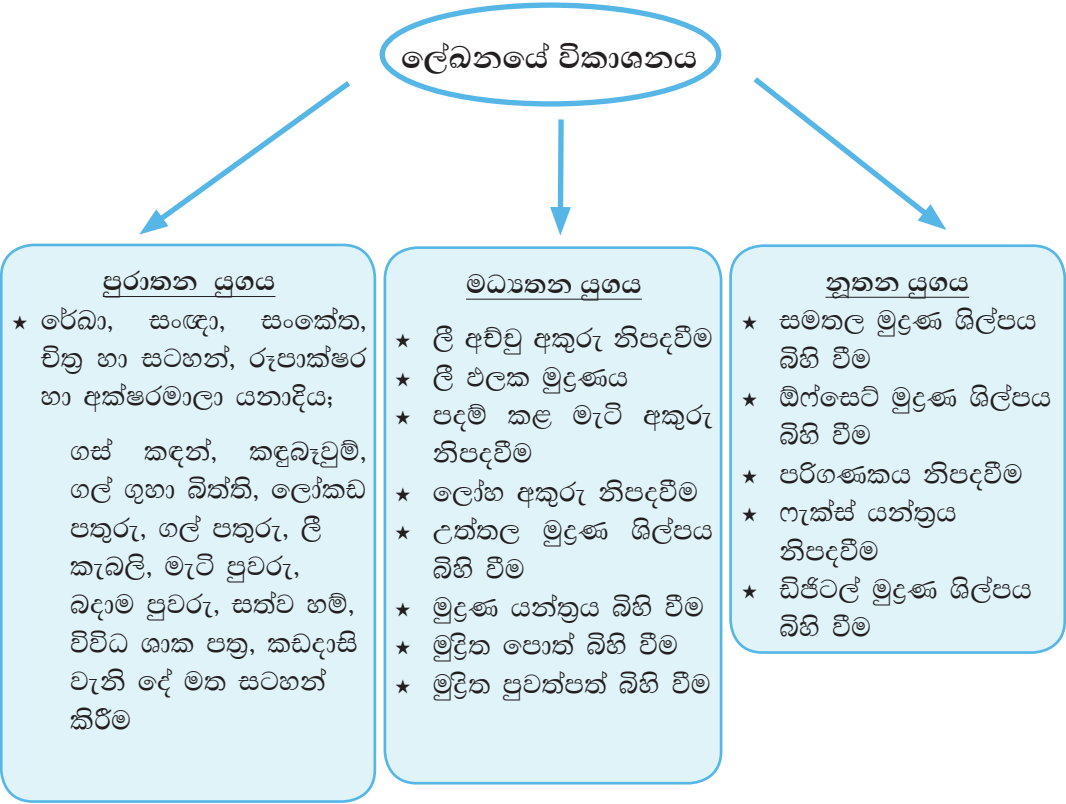 ලේඛනයේ විකාශනය
පුරාතන යුගය
★ රේඛා, සංඥා, සංකේත,
චිත්‍ර හා සටහන්, රූපාක්ෂර
හා අක්ෂරමාලා යනාදිය;
ගස් කඳන්, කඳුබෑවුම්,
ගල් ගුහා බිත්ති, ලෝකඩ
පතුරු, ගල් පතුරු, ලී
කැබලි, මැටි පුවරු,
බදාම පුවරු, සත්ව හම්,
විවිධ ශාක පත්‍ර, කඩදාසි
වැනි දේ මත සටහන්
කිරීම
මධ්‍යතන යුගය
★ ලී අච්චු අකුරු නිපදවීම
★ ලී ඵලක මුද්‍රණය
★ පදම් කළ මැටි අකුරු
නිපදවීම
★ ලෝහ අකුරු නිපදවීම
★ උත්තල මුද්‍රණ ශිල්පය
බිහි වීම
★ මුද්‍රණ යන්ත්‍රය බිහි වීම
★ මුද්‍රිත පොත් බිහි වීම
★ මුද්‍රිත පුවත්පත් බිහි වීම
නූතන යුගය
★ සමතල මුද්‍රණ ශිල්පය
බිහි වීම
★ ඕෆ්සෙට් මුද්‍රණ ශිල්පය
බිහි වීම
★ පරිගණකය නිපදවීම
★ ෆැක්ස් යන්ත්‍රය
නිපදවීම
★ ඩිජිටල් මුද්‍රණ ශිල්පය
බිහි වීම